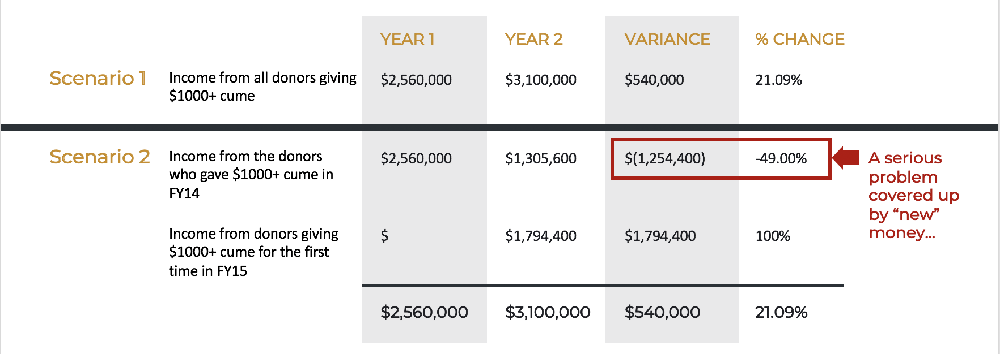 YEAR 1 YEAR 2 VARIANCE % CHANGE
Scenario 1 Income from all donors giving $2,560,000 $3,100,000 $540,000 21.09%
$1000+ cume
Scenario 2 Income from the donors $2,560,000 $1,305,600 $(1,254,400) -49.00% A serious
who gave $1000+ cume in problem
FY14 covered up
by “new”
money...
Income from donors giving $ $1,794,400 $1,794,400 100%
$1000+ cume for the first
time in FY15
$2,560,000 $3,100,000 $540,000 21.09%